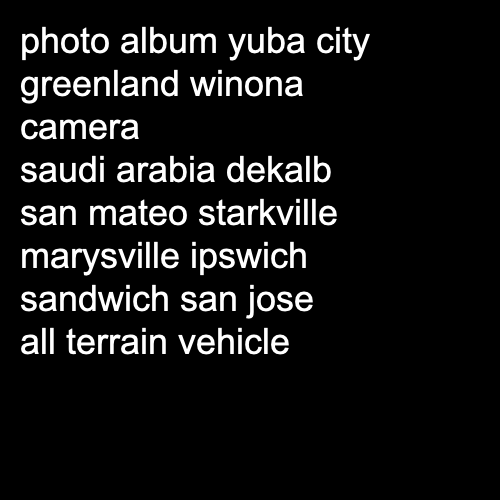 photo album yuba city
greenland winona
camera
saudi arabia dekalb
san mateo starkville
marysville ipswich
sandwich san jose
all terrain vehicle